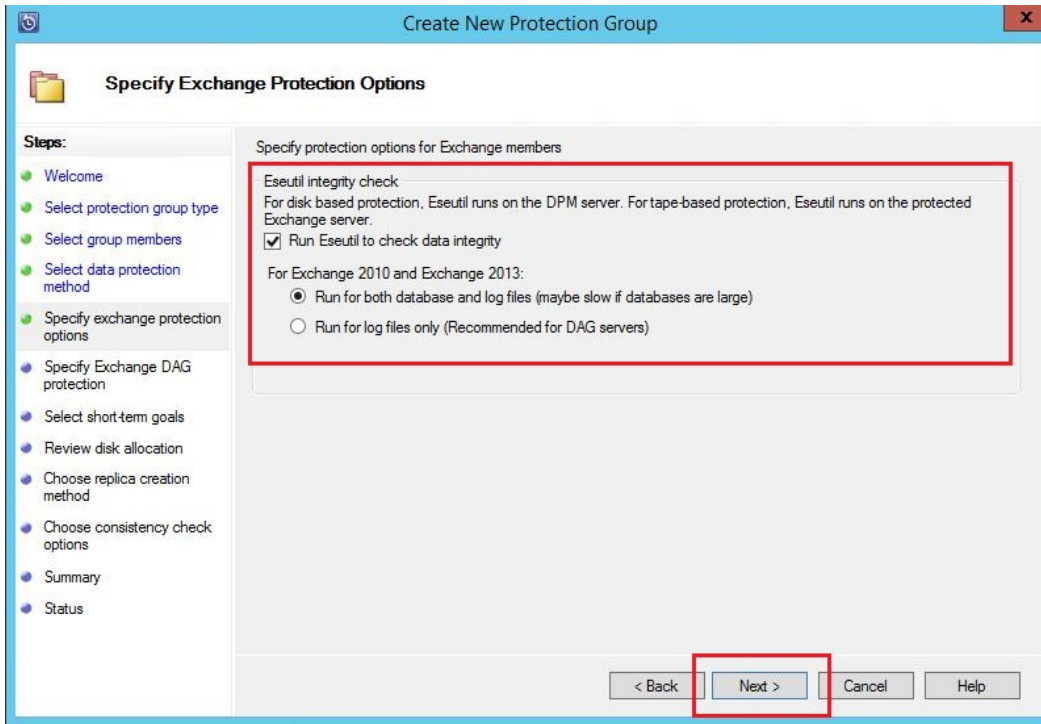 Create New Protection Group
x
Specify Exchange Protection Options
Steps:
Welcome
Select protection group type
Select group members
Select data protection
method
Specify exchange protection
options
Specify Exchange DAG
protection
Select short-term goals
Review disk allocation
Choose replica creation
method
Choose consistency check
options
Summary
Status
Specify protection options for Exchange members
Eseutil integrity check
For disk based protection, Eseutil runs on the DPM server. For tape-based protection, Eseutil runs on the protected
Exchange server.
Run Eseutil to check data integrity
For Exchange 2010 and Exchange 2013:
Run for both database and log files (maybe slow if databases are large)
Run for log files only (Recommended for DAG servers)
< Back
Next >
Cancel
Help